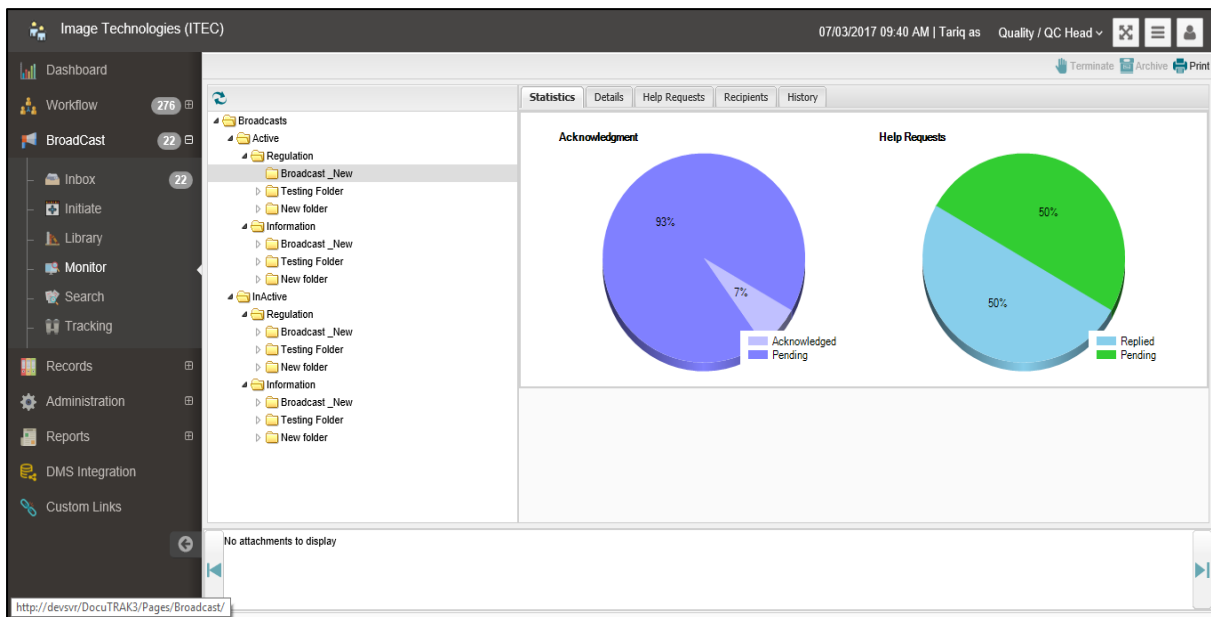 Image Technologies (ITEC)
07/03/2017 09:40 AM | Tariq as
Quality / QC Head
Dashboard
Workflow 276
BroadCast 22
Inbox 22
Initiate
Library
Monitor
Search
Tracking
Records
Administration
Reports
DMS Integration
Custom Links
Terminate Archive Print
Broadcasts
Active
Regulation
Broadcast _New
Testing Folder
New folder
Information
Broadcast _New
Testing Folder
New folder
InActive
Regulation
Broadcast _New
Testing Folder
New folder
Information
Broadcast _New
Testing Folder
New folder
Statistics Details Help Requests Recipients History
Acknowledgment
93%
7%
Acknowledged
Pending
Help Requests
50%
50%
Replied
Pending
No attachments to display
http://devsvr/DocuTRAK3/Pages/Broadcast/